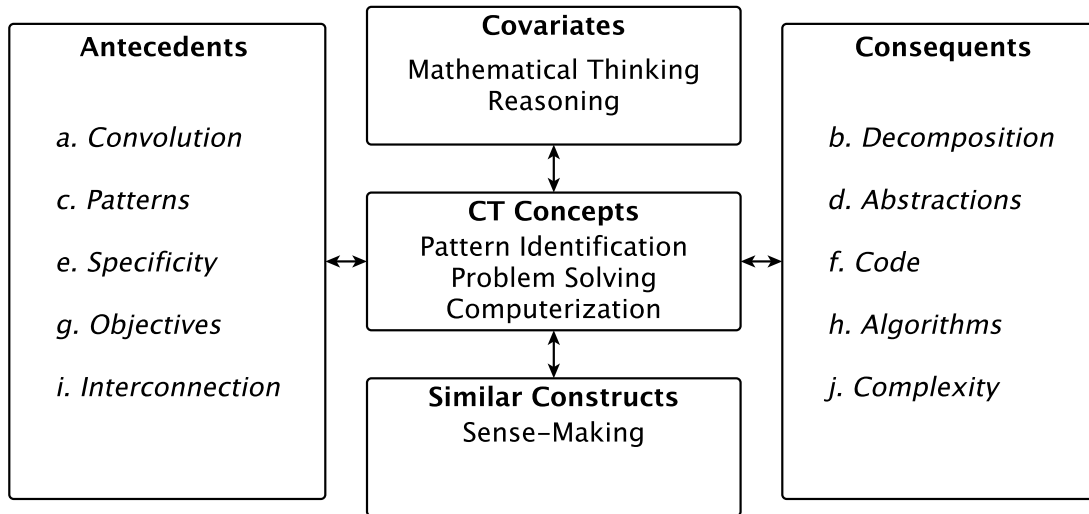 Antecedents
a. Convolution
c. Patterns
e. Specificity
g. Objectives
i. Interconnection
Covariates
Mathematical Thinking
Reasoning
CT Concepts
Pattern Identification
Problem Solving
Computerization
Similar Constructs
Sense-Making
Consequents
b. Decomposition
d. Abstractions
f. Code
h. Algorithms
j. Complexity